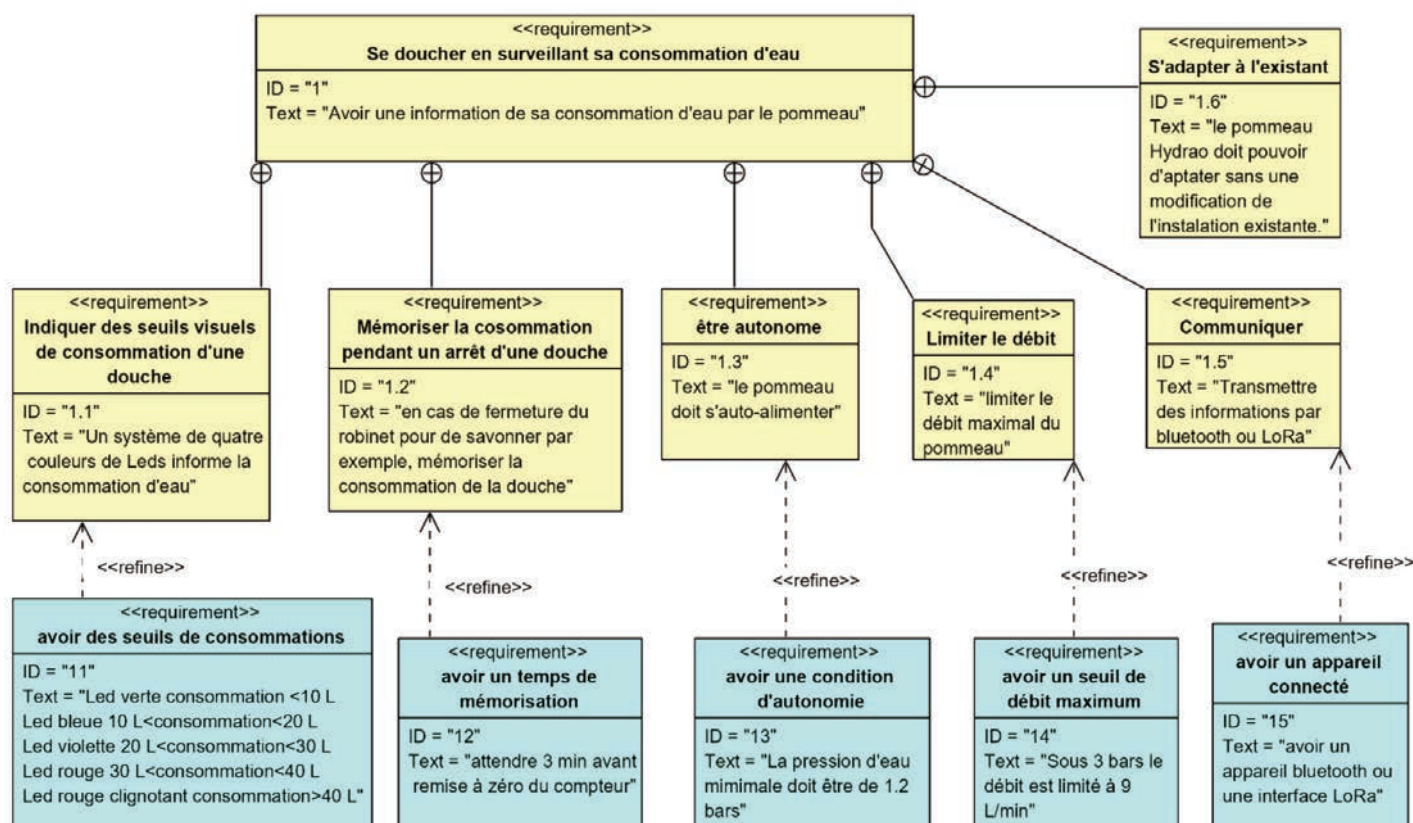 <<requirement>>
Se doucher en surveillant sa consommation d'eau
ID = "1"
Text = "Avoir une information de sa consommation d'eau par le pommeau"
<<requirement>>
S'adapter à l'existant
ID = "1.6"
Text = "le pommeau
Hydrao doit pouvoir
d'aptater sans une
modification de
l'instalation existante."
<<requirement>>
Indiquer des seuils visuels
de consommation d'une
douche
ID = "1.1"
Text = "Un système de quatre
couleurs de Leds informe la
consommation d'eau"
<<requirement>>
Mémoriser la cosommation
pendant un arrêt d'une douche
ID = "1.2"
Text = "en cas de fermeture du
robinet pour de savonner par
exemple, mémoriser la
consommation de la douche"
<<requirement>>
être autonome
ID = "1.3"
Text = "le pommeau
doit s'auto-alimenter"
<<requirement>>
Limiter le débit
ID = "1.4"
Text = "limiter le
débit maximal du
pommeau"
<<requirement>>
Communiquer
ID = "1.5"
Text = "Transmettre
des informations par
bluetooth ou LoRa"
<<refine>>
<<refine>>
<<refine>>
<<refine>>
<<refine>>
<<requirement>>
avoir des seuils de consommations
ID = "11"
Text = "Led verte consommation <10 L
Led bleue 10 L<consommation<20 L
Led violette 20 L<consommation<30 L
Led rouge 30 L<consommation<40 L
Led rouge clignotant consommation>40 L"
<<requirement>>
avoir un temps de
mémorisation
ID = "12"
Text = "attendre 3 min avant
remise à zéro du compteur"
<<requirement>>
avoir une condition
d'autonomie
ID = "13"
Text = "La pression d'eau
mimimale doit être de 1.2
bars"
<<requirement>>
avoir un seuil de
débit maximum
ID = "14"
Text = "Sous 3 bars le
débit est limité à 9
L/min"
<<requirement>>
avoir un appareil
connecté
ID = "15"
Text = "avoir un
appareil bluetooth ou
une interface LoRa"